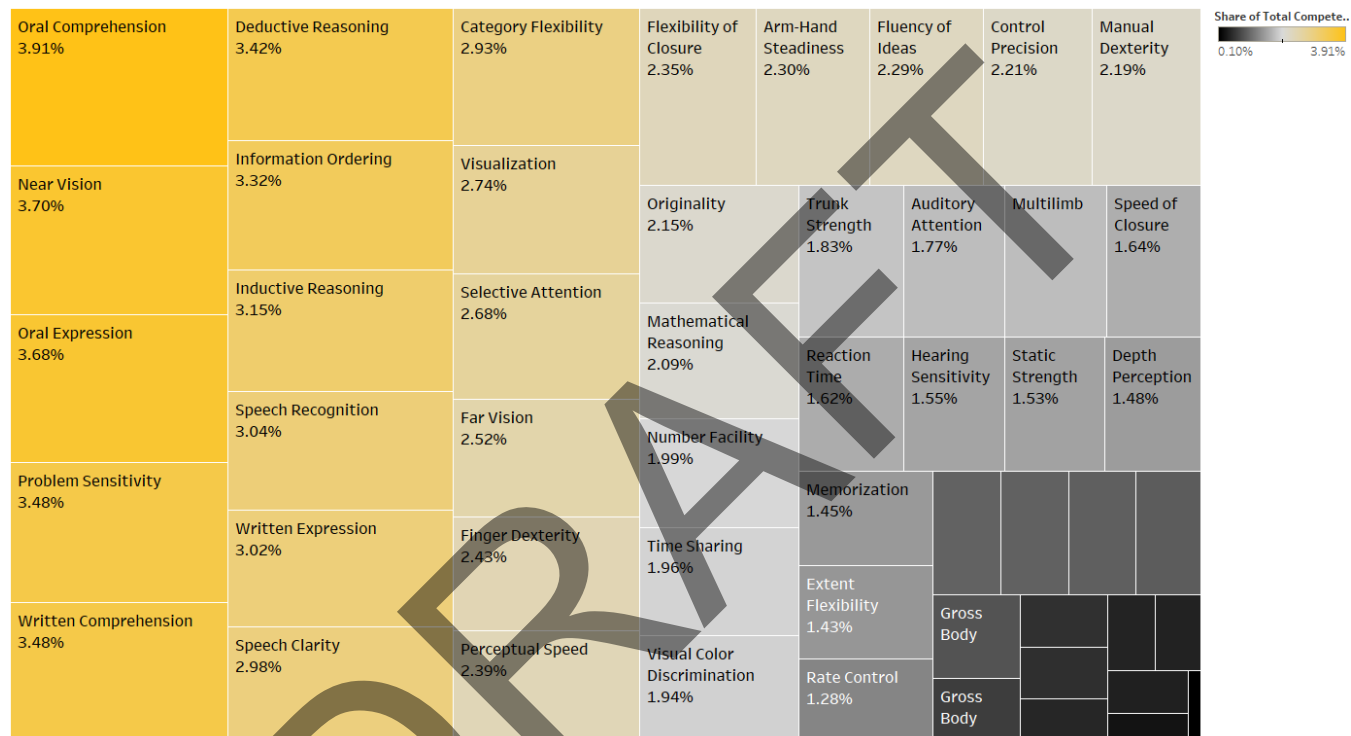 Oral Comprehension
3.91%
Near Vision
3.70%
Oral Expression
3.68%
Problem Sensitivity
3.48%
Written Comprehension
3.48%
Deductive Reasoning
3.42%
Information Ordering
3.32%
Inductive Reasoning
3.15%
Speech Recognition
3.04%
Written Expression
3.02%
Speech Clarity
2.98%
Category Flexibility
2.93%
Visualization
2.74%
Selective Attention
2.68%
Far Vision
2.52%
Finger Dexterity
2.43%
Perceptual Speed
2.39%
Flexibility of
Closure
2.35%
Arm-Hand
Steadiness
2.30%
Fluency of
Ideas
2.29%
Control
Precision
2.21%
Manual
Dexterity
2.19%
Originality
2.15%
Mathematical
Reasoning
2.09%
Number Facility
1.99%
Time Sharing
1.96%
Visual Color
Discrimination
1.94%
Trunk
Strength
1.83%
Auditory
Attention
1.77%
Multilimb
Speed of
Closure
1.64%
Reaction
Time
1.62%
Hearing
Sensitivity
1.55%
Static
Strength
1.53%
Depth
Perception
1.48%
Memorization
1.45%
Extent
Flexibility
1.43%
Rate Control
1.28%
Gross
Body
Gross
Body
Share of Total Compete..
0.10% 3.91%
DRAFT